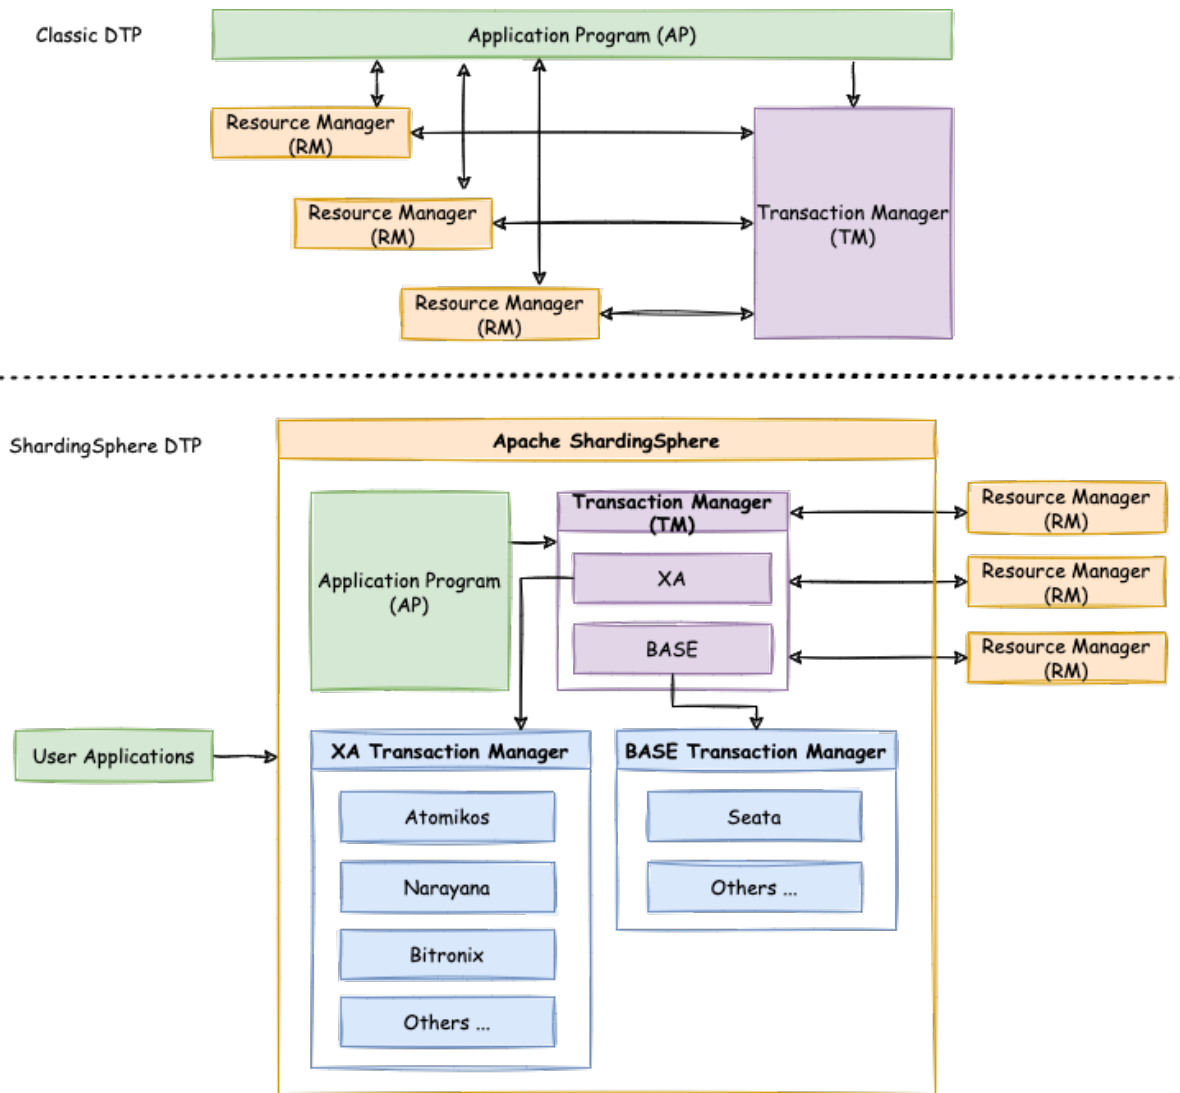 Classic DTP
Application Program (AP)
Resource Manager
(RM)
Resource Manager
(RM)
Transaction Manager
(TM)
Resource Manager
(RM)
ShardingSphere DTP
Apache ShardingSphere
Transaction Manager
(TM)
Resource Manager
(RM)
Application Program
(AP)
XA
Resource Manager
(RM)
BASE
Resource Manager
(RM)
User Applications
XA Transaction Manager
BASE Transaction Manager
Atomikos
Seata
Narayana
Others ...
Bitronix
Others ...